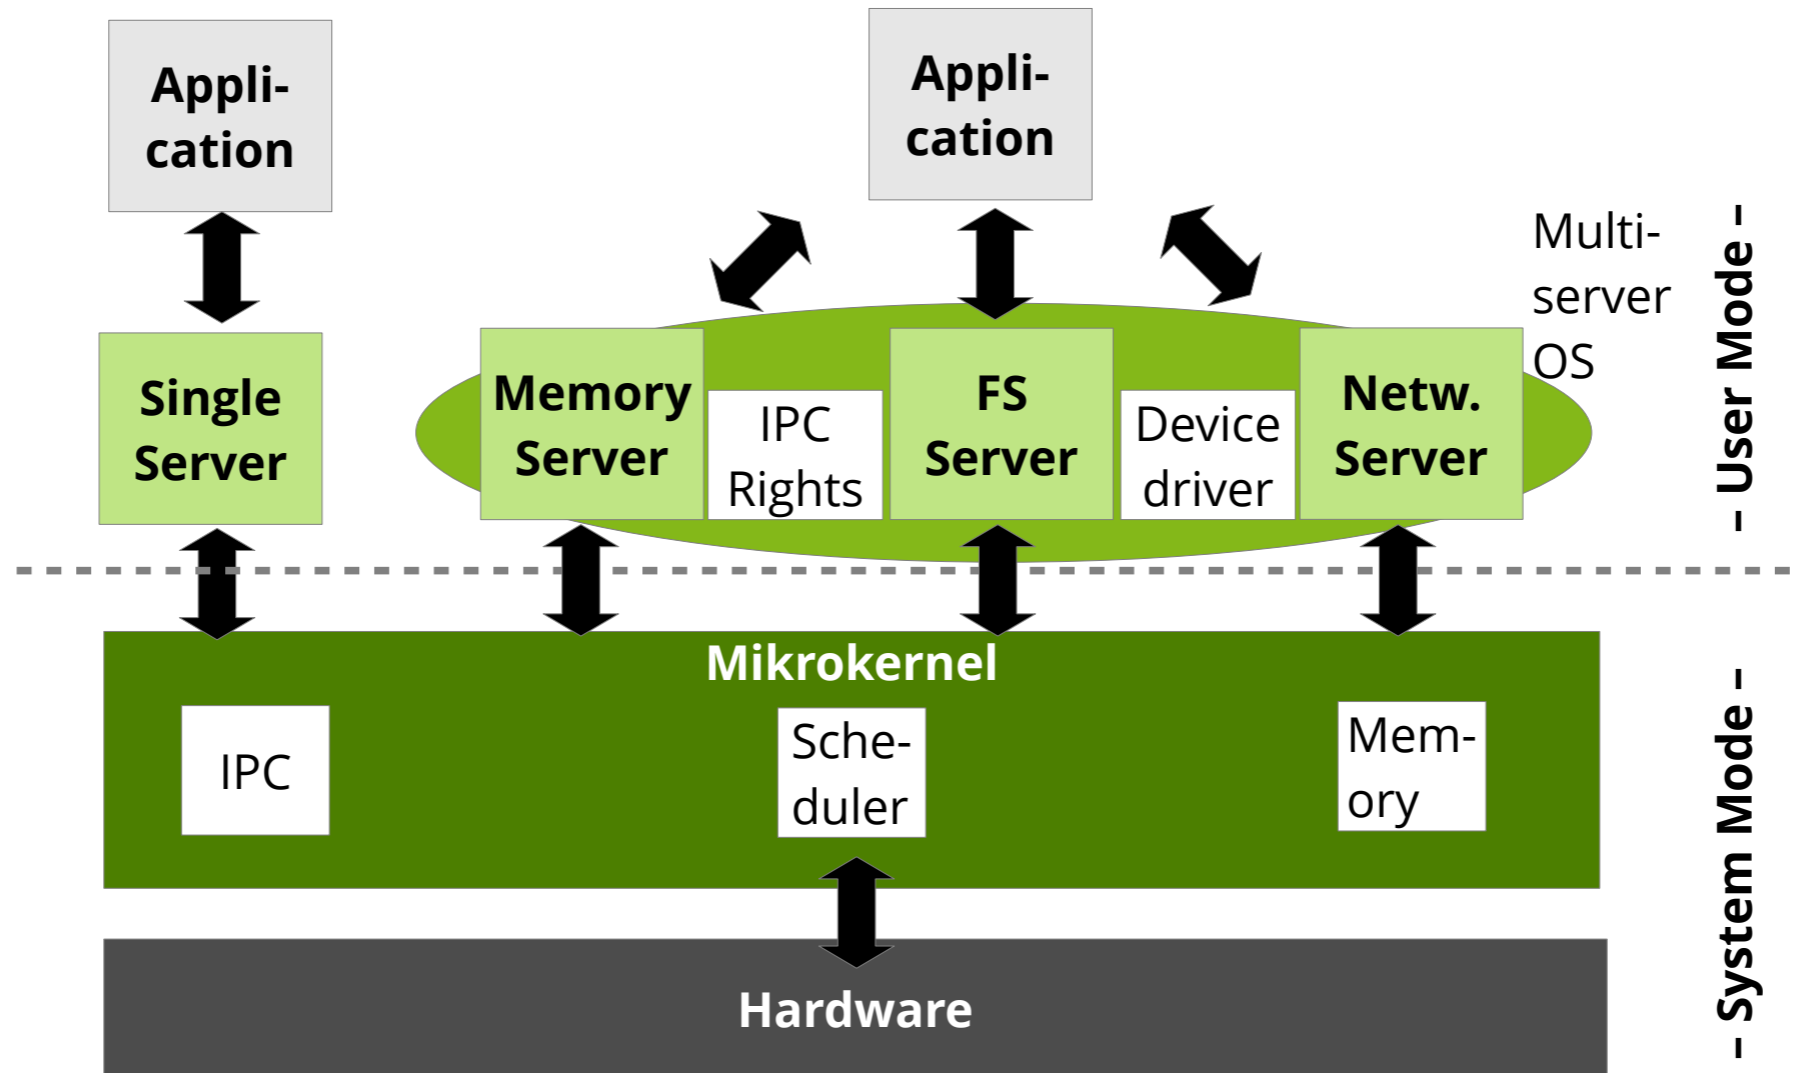 Appli-
cation
Appli-
cation
Multi-
server
OS
– User Mode –
Single
Server
Memory
Server
IPC
Rights
FS
Server
Device
driver
Netw.
Server
Mikrokernel
IPC
Sche-
duler
Mem-
ory
– System Mode –
Hardware